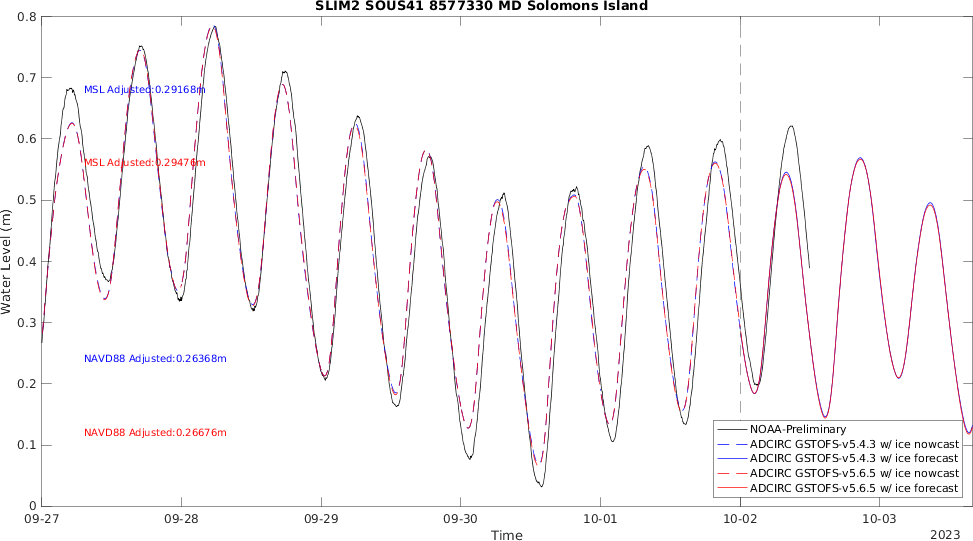 SLIM2 SOUS41 8577330 MD Solomons Island
0.8
0.7
0.6
0.5
0.4
0.3
0.2
0.1
0
Water Level (m)
MSL Adjusted:0.29168m
MSL Adjusted:0.29476m
NAVD88 Adjusted:0.26368m
NAVD88 Adjusted:0.26676m
NOAA-Preliminary
ADCIRC GSTOFS-v5.4.3 w/ ice nowcast
ADCIRC GSTOFS-v5.4.3 w/ ice forecast
ADCIRC GSTOFS-v5.6.5 w/ ice nowcast
ADCIRC GSTOFS-v5.6.5 w/ ice forecast
09-27 09-28 09-29 09-30 10-01 10-02 10-03
Time
2023